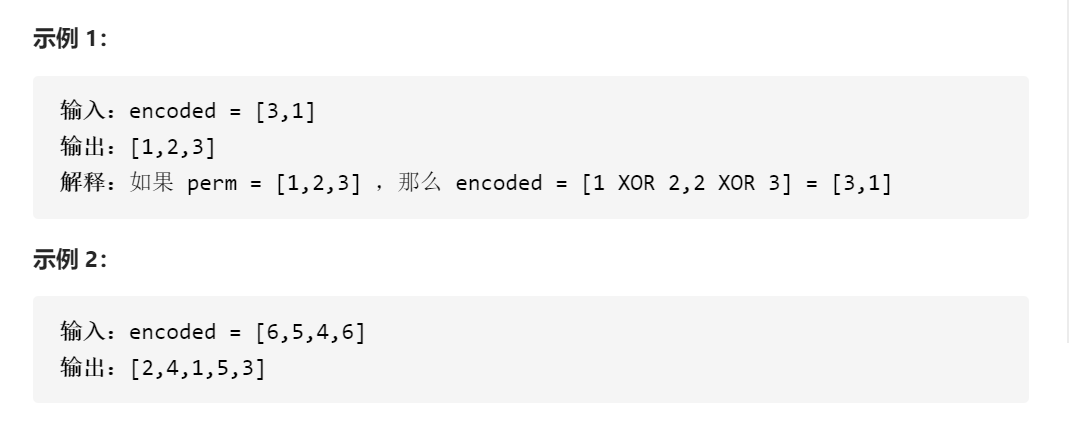 示例 1：
输入：encoded = [3,1]
输出：[1,2,3]
解释：如果 perm = [1,2,3] ，那么 encoded = [1 XOR 2,2 XOR 3] = [3,1]
示例 2：
输入：encoded = [6,5,4,6]
输出：[2,4,1,5,3]